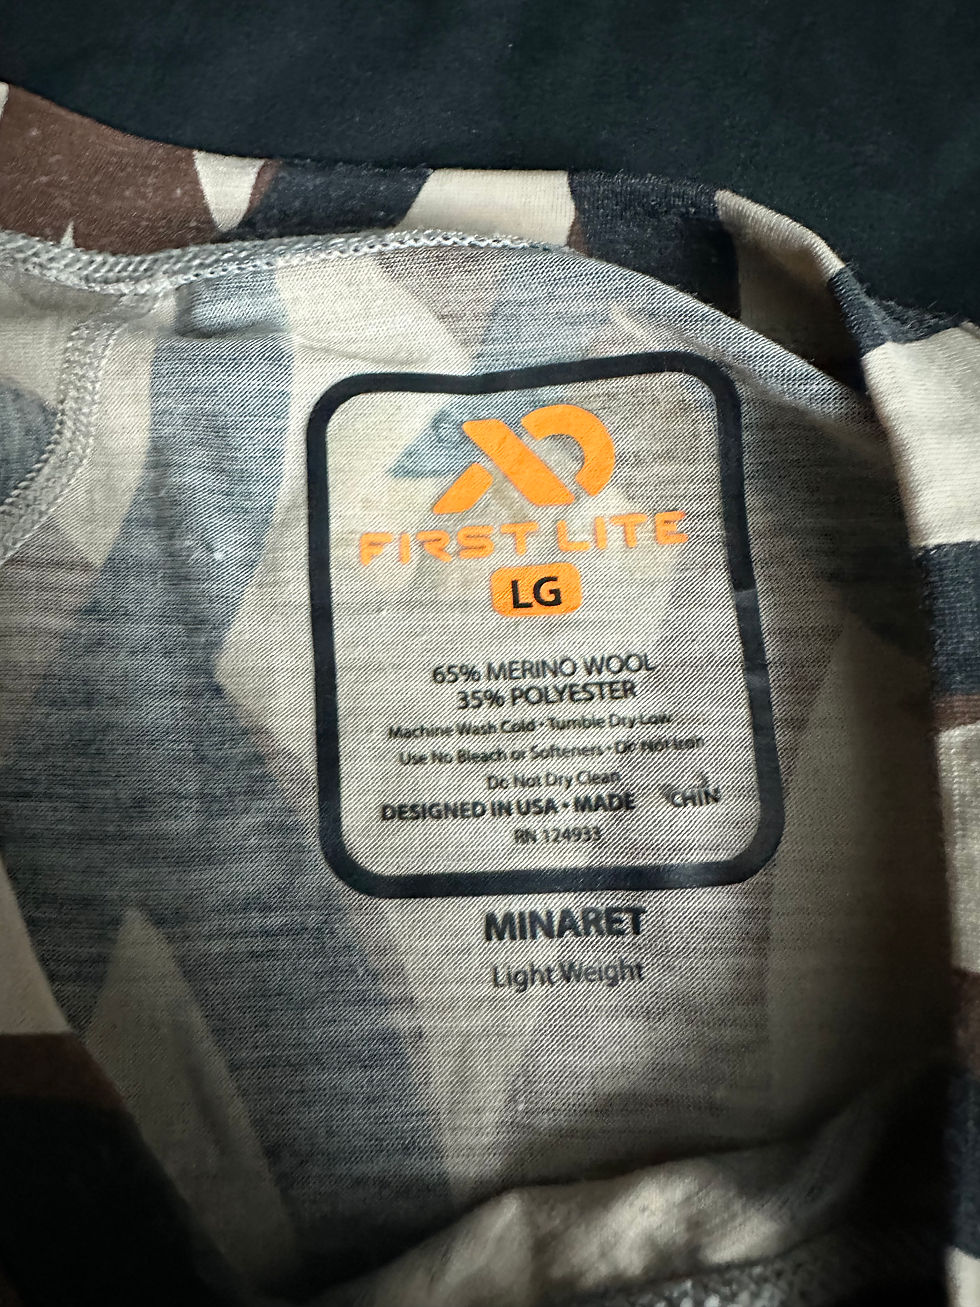 FIRST LITE
LG
65% MERINO WOOL
35% POLYESTER
Machine Wash Cold • Tumble Dry Low
Use No Bleach or Softeners • Do Not Iron
Do Not Dry Clean
DESIGNED IN USA • MADE CHIN
RN 124933
MINARET
Light Weight